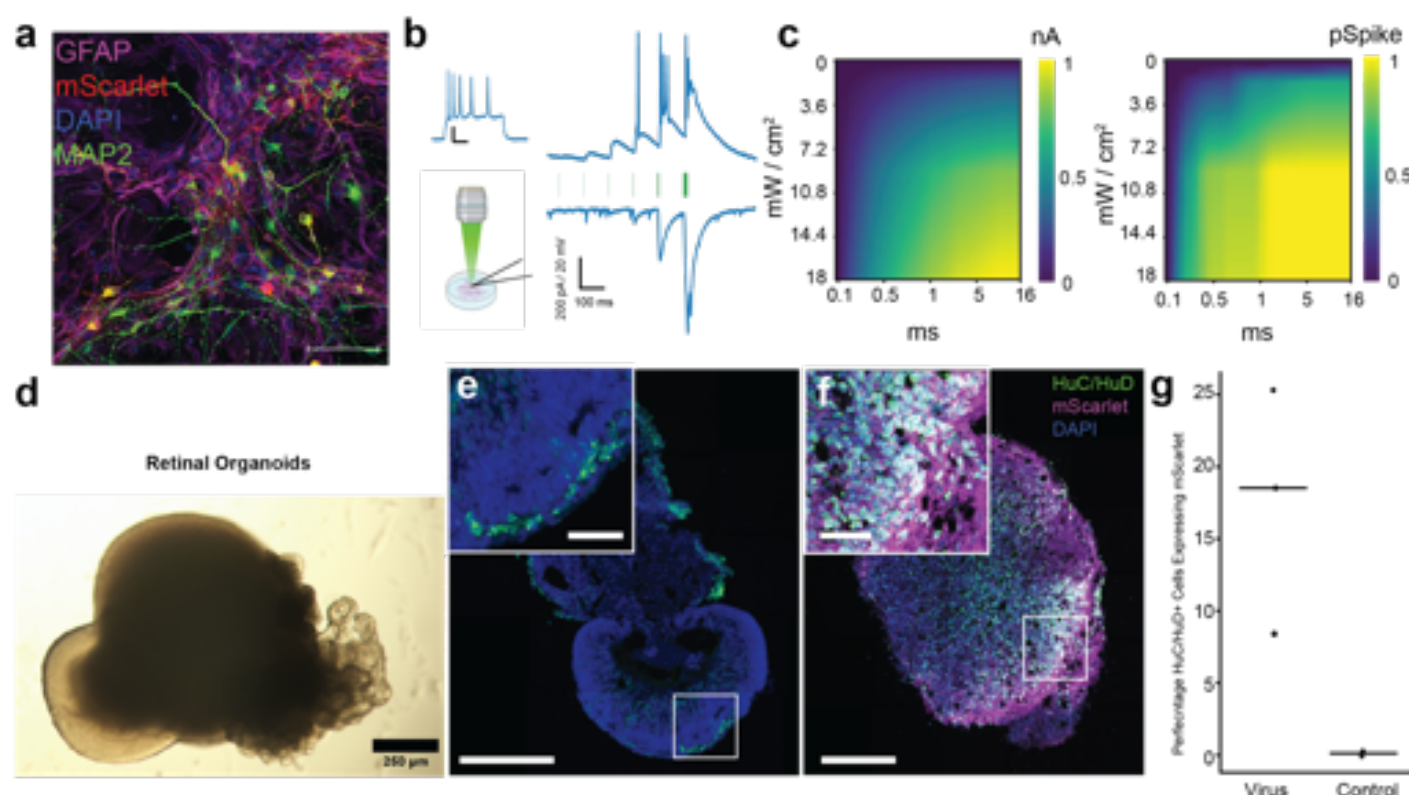 a
GFAP
mScarlet
DAPI
MAP2
b
200 pA / 20 mV
100 ms
c
nA
0
3.6
7.2
10.8
14.4
18
mW / cm²
0.1 0.5 1 5 16
ms
1
0.5
0
pSpike
0
3.6
7.2
10.8
14.4
18
mW / cm²
0.1 0.5 1 5 16
ms
1
0.5
0
d
Retinal Organoids
250 µm
e
f
HuC/HuD
mScarlet
DAPI
g
Perfecntage HuC/HuD+ Cells Expressing mScarlet
25
20
15
10
5
0
Virus Control